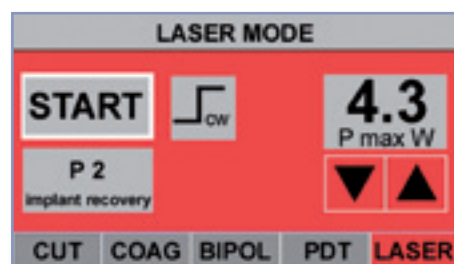 LASER MODE
START
CW
4.3
P max W
P 2
implant recovery
CUT COAG BIPOL PDT LASER